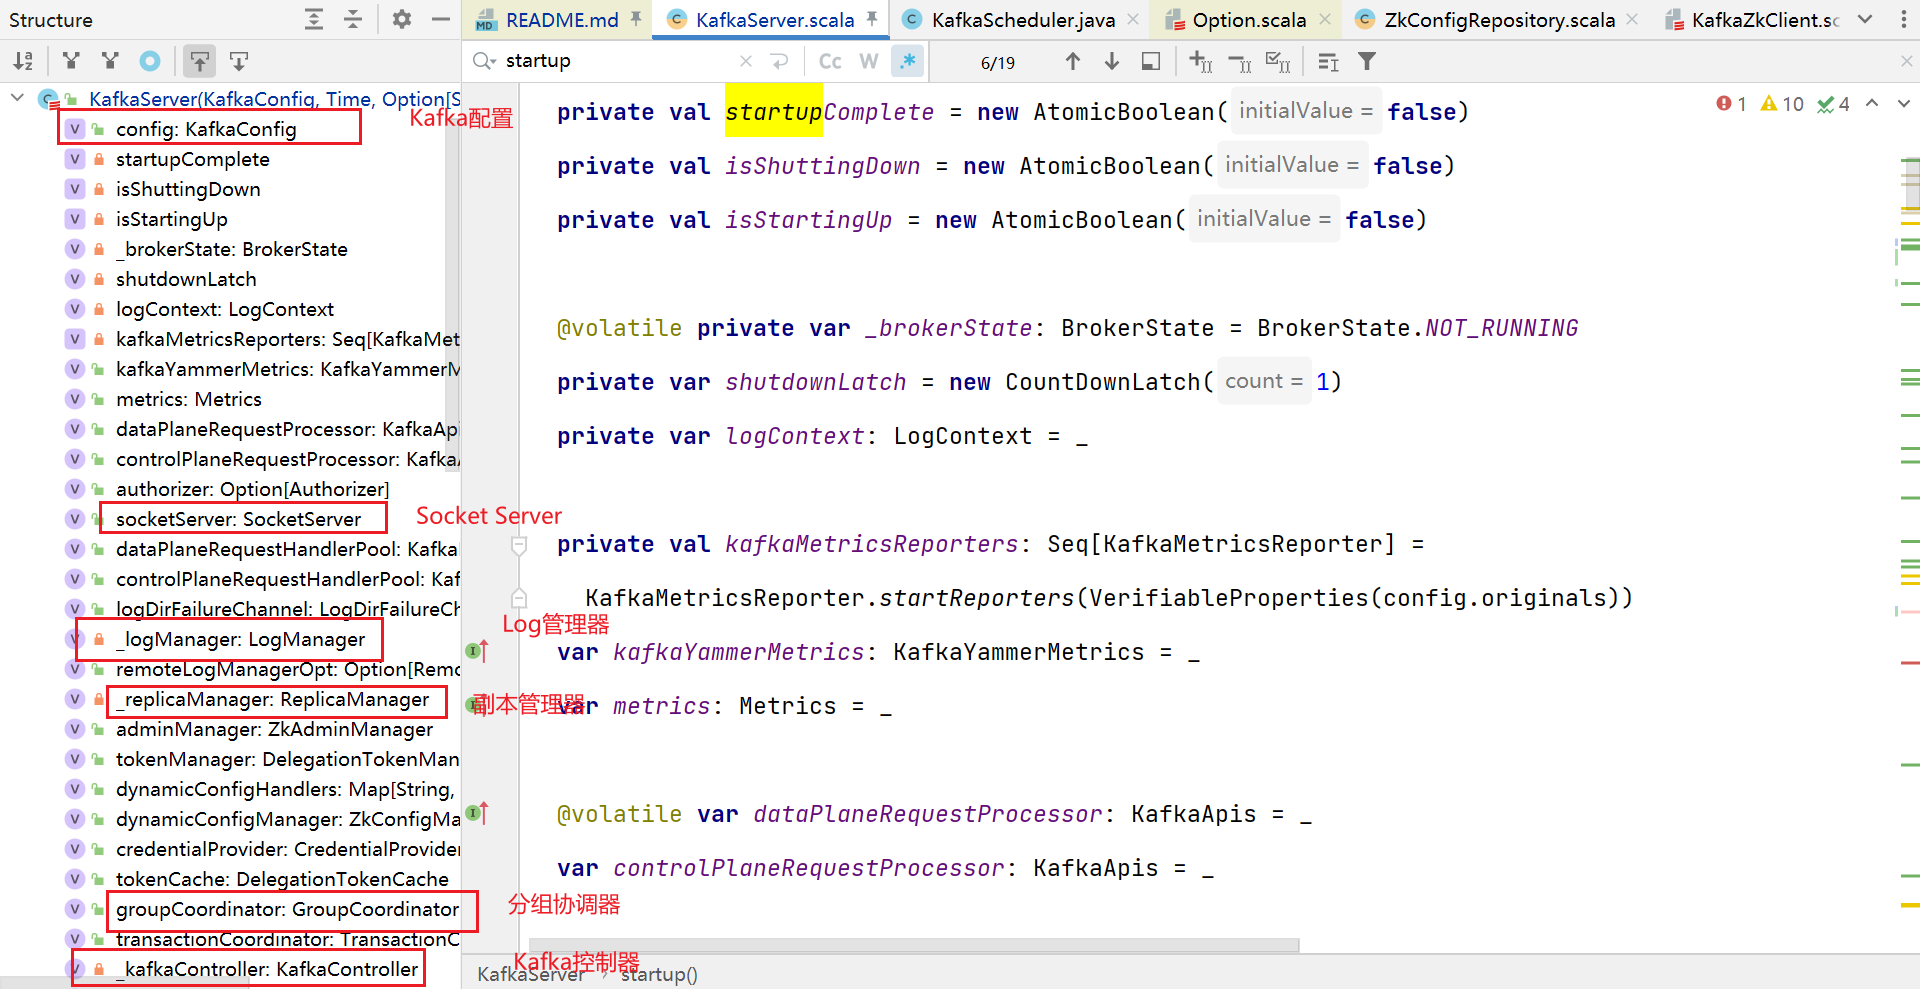 Structure
README.md
KafkaServer.scala
KafkaScheduler.java
Option.scala
ZkConfigRepository.scala
KafkaZkClient.sc
startup
Cc
W
.*
6/19
KafkaServer(KafkaConfig, Time, Option[S
config: KafkaConfig
Kafka配置
startupComplete
isShuttingDown
isStartingUp
_brokerState: BrokerState
shutdownLatch
logContext: LogContext
kafkaMetricsReporters: Seq[KafkaMet
kafkaYammerMetrics: KafkaYammerM
metrics: Metrics
dataPlaneRequestProcessor: KafkaApi
controlPlaneRequestProcessor: KafkaA
authorizer: Option[Authorizer]
socketServer: SocketServer
Socket Server
dataPlaneRequestHandlerPool: Kafka
controlPlaneRequestHandlerPool: Kaf
logDirFailureChannel: LogDirFailureCh
_logManager: LogManager
Log管理器
remoteLogManagerOpt: Option[Remo
_replicaManager: ReplicaManager
副本管理器
adminManager: ZkAdminManager
tokenManager: DelegationTokenMan
dynamicConfigHandlers: Map[String,
dynamicConfigManager: ZkConfigMa
credentialProvider: CredentialProvider
tokenCache: DelegationTokenCache
groupCoordinator: GroupCoordinator
分组协调器
transactionCoordinator: TransactionC
_kafkaController: KafkaController
Kafka控制器
private val startupComplete = new AtomicBoolean( initialValue = false)
1 10 4
private val isShuttingDown = new AtomicBoolean( initialValue = false)
private val isStartingUp = new AtomicBoolean( initialValue = false)
@volatile private var _brokerState: BrokerState = BrokerState.NOT_RUNNING
private var shutdownLatch = new CountDownLatch( count = 1)
private var logContext: LogContext = _
private val kafkaMetricsReporters: Seq[KafkaMetricsReporter] =
KafkaMetricsReporter.startReporters(VerifiableProperties(config.originals))
var kafkaYammerMetrics: KafkaYammerMetrics = _
var metrics: Metrics = _
@volatile var dataPlaneRequestProcessor: KafkaApis = _
var controlPlaneRequestProcessor: KafkaApis = _
KafkaServer › startup()